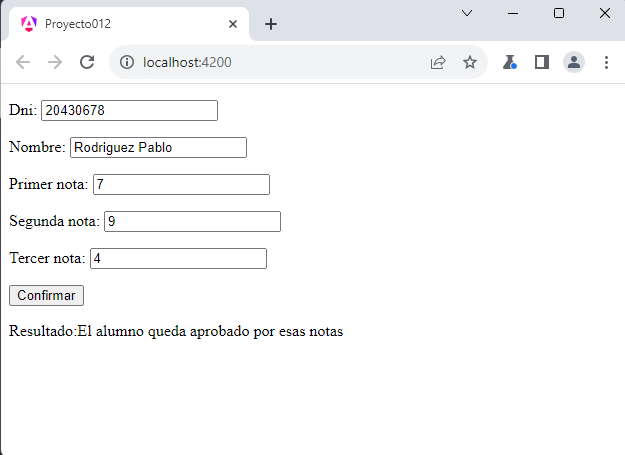 Proyecto012
localhost:4200
Dni: 20430678
Nombre: Rodriguez Pablo
Primer nota: 7
Segunda nota: 9
Tercer nota: 4
Confirmar
Resultado:El alumno queda aprobado por esas notas